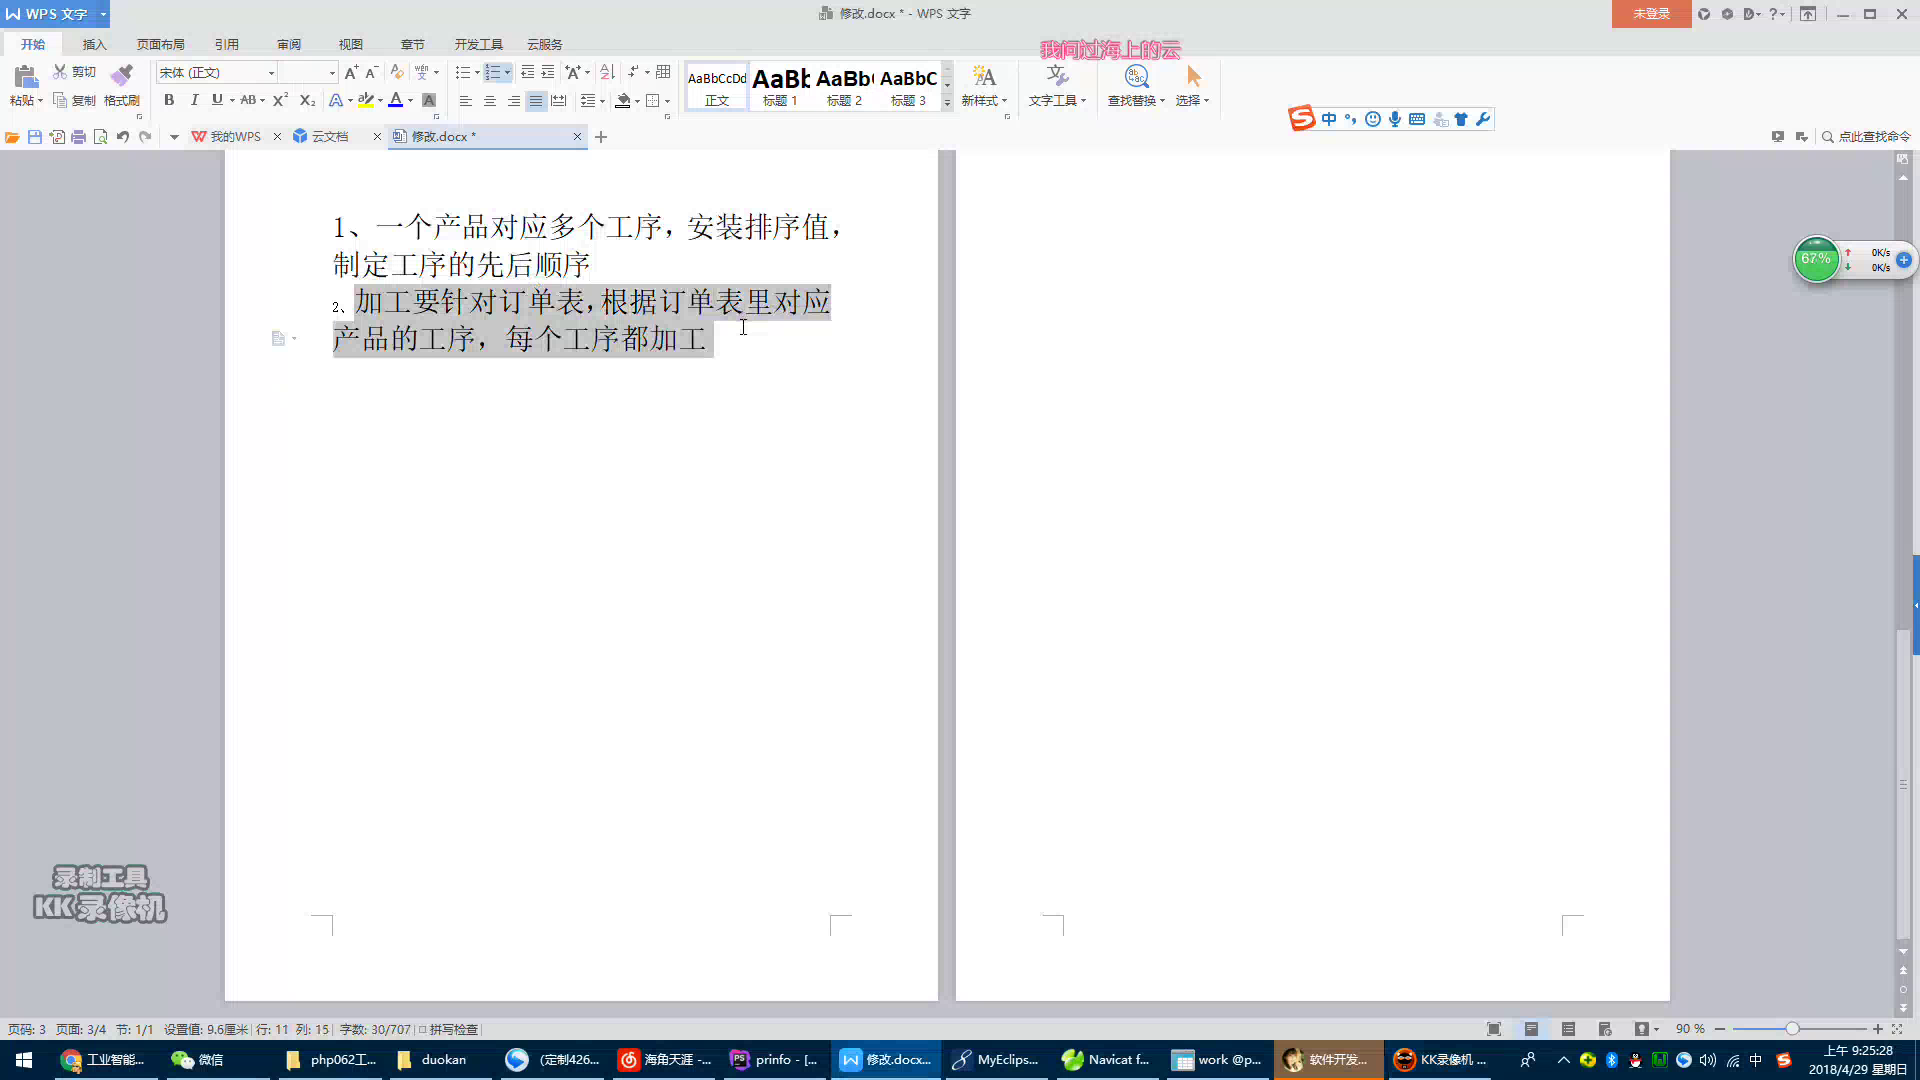 WPS 文字
修改.docx * - WPS 文字
未登录
开始 插入 页面布局 引用 审阅 视图 章节 开发工具 云服务
我问过海上的云
粘贴 剪切 复制 格式刷
宋体 (正文)
AaBbCcDd 正文
AaBb 标题 1
AaBb 标题 2
AaBbC 标题 3
新样式 文字工具 查找替换 选择
中
我的WPS 云文档 修改.docx *
点此查找命令
1、一个产品对应多个工序，安装排序值，
制定工序的先后顺序
2、加工要针对订单表，根据订单表里对应
产品的工序，每个工序都加工
67% 0K/s
0K/s
录制工具
KK录像机
页码: 3 页面: 3/4 节: 1/1 设置值: 9.6厘米 行: 11 列: 15 字数: 30/707 拼写检查
90 %
工业智能... 微信 php062工... duokan (定制426... 海角天涯 -... prinfo - [... 修改.docx... MyEclips... Navicat f... work @p... 软件开发... KK录像机 ...
中
上午 9:25:28
2018/4/29 星期日